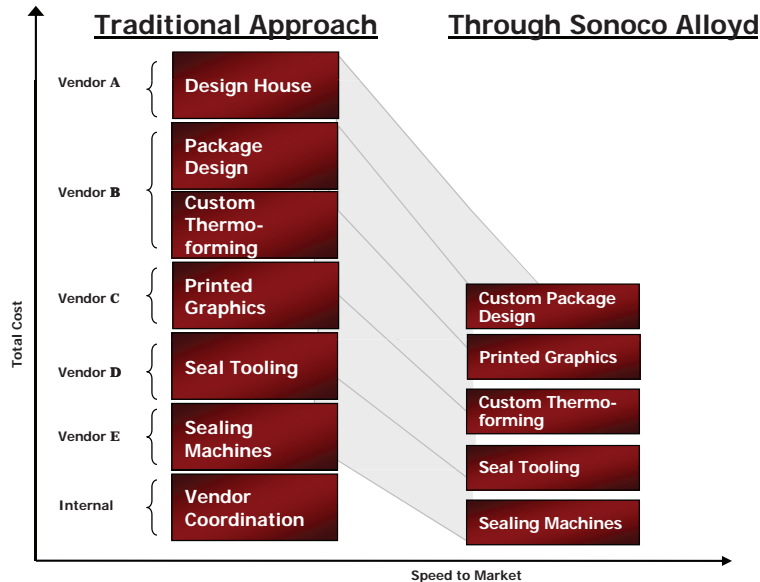 Traditional Approach
Through Sonoco Alloyd
Vendor A
Design House
Vendor B
Package
Design
Custom
Thermo-
forming
Vendor C
Printed
Graphics
Vendor D
Seal Tooling
Vendor E
Sealing
Machines
Internal
Vendor
Coordination
Custom Package
Design
Printed Graphics
Custom Thermo-
forming
Seal Tooling
Sealing Machines
Total Cost
Speed to Market